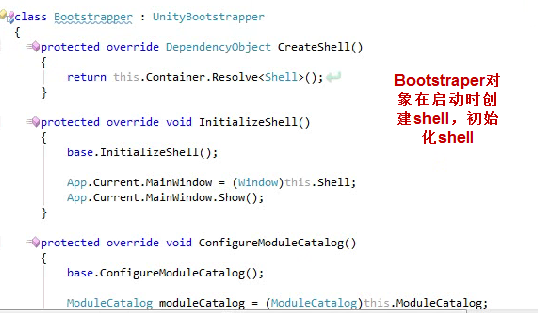 class Bootstrapper : UnityBootstrapper
{
protected override DependencyObject CreateShell()
{
return this.Container.Resolve<Shell>();
}
protected override void InitializeShell()
{
base.InitializeShell();
App.Current.MainWindow = (Window)this.Shell;
App.Current.MainWindow.Show();
}
protected override void ConfigureModuleCatalog()
{
base.ConfigureModuleCatalog();
ModuleCatalog moduleCatalog = (ModuleCatalog)this.ModuleCatalog;
Bootstraper对
象在启动时创
建shell，初始
化shell